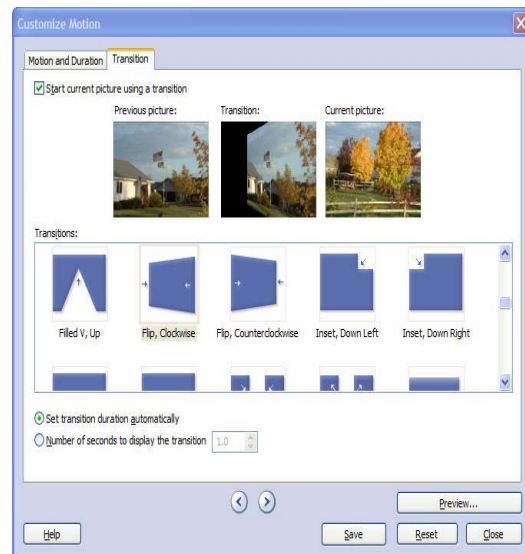 Customize Motion
Motion and Duration Transition
Start current picture using a transition
Previous picture: Transition: Current picture:
Transitions:
Filled V, Up Flip, Clockwise Flip, Counterclockwise Inset, Down Left Inset, Down Right
Set transition duration automatically
Number of seconds to display the transition 1.0
Preview...
Help Save Reset Close